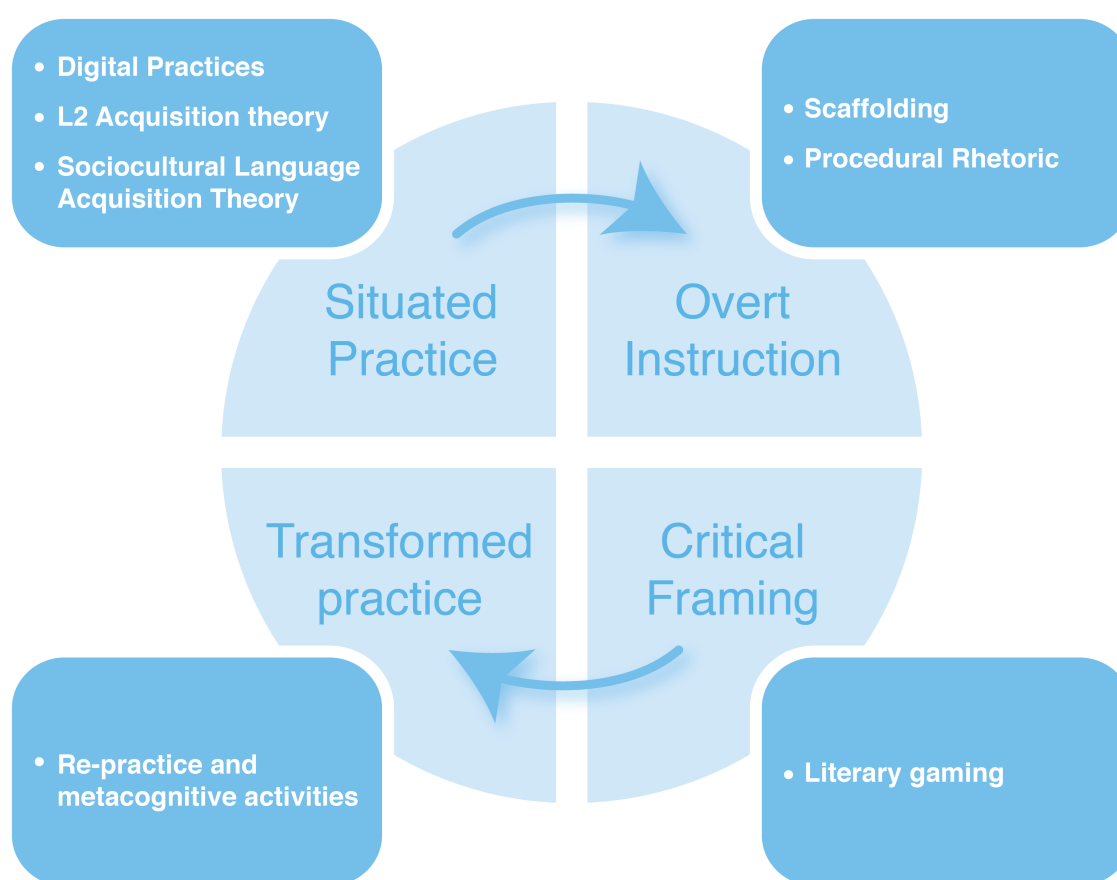 • Digital Practices
• L2 Acquisition theory
• Sociocultural Language
Acquisition Theory
• Scaffolding
• Procedural Rhetoric
Situated
Practice
Overt
Instruction
Transformed
practice
Critical
Framing
• Re-practice and
metacognitive activities
• Literary gaming